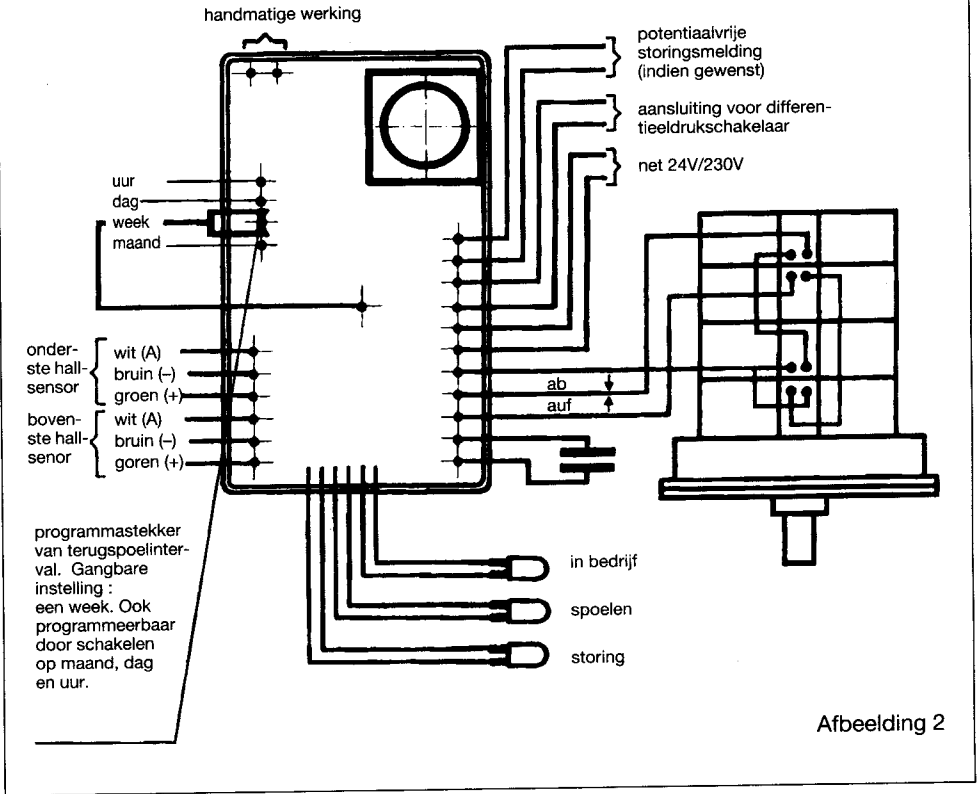 handmatige werking
potentiaalvrije
storingsmelding
(indien gewenst)
aansluiting voor differen-
tieeldrukschakelaar
net 24V/230V
uur
dag
week
maand
onder-
ste hall-
sensor
wit (A)
bruin (–)
groen (+)
boven-
ste hall-
senor
wit (A)
bruin (–)
goren (+)
ab
auf
programmastekker
van terugspoelinter-
val. Gangbare
instelling :
een week. Ook
programmeerbaar
door schakelen
op maand, dag
en uur.
in bedrijf
spoelen
storing
Afbeelding 2